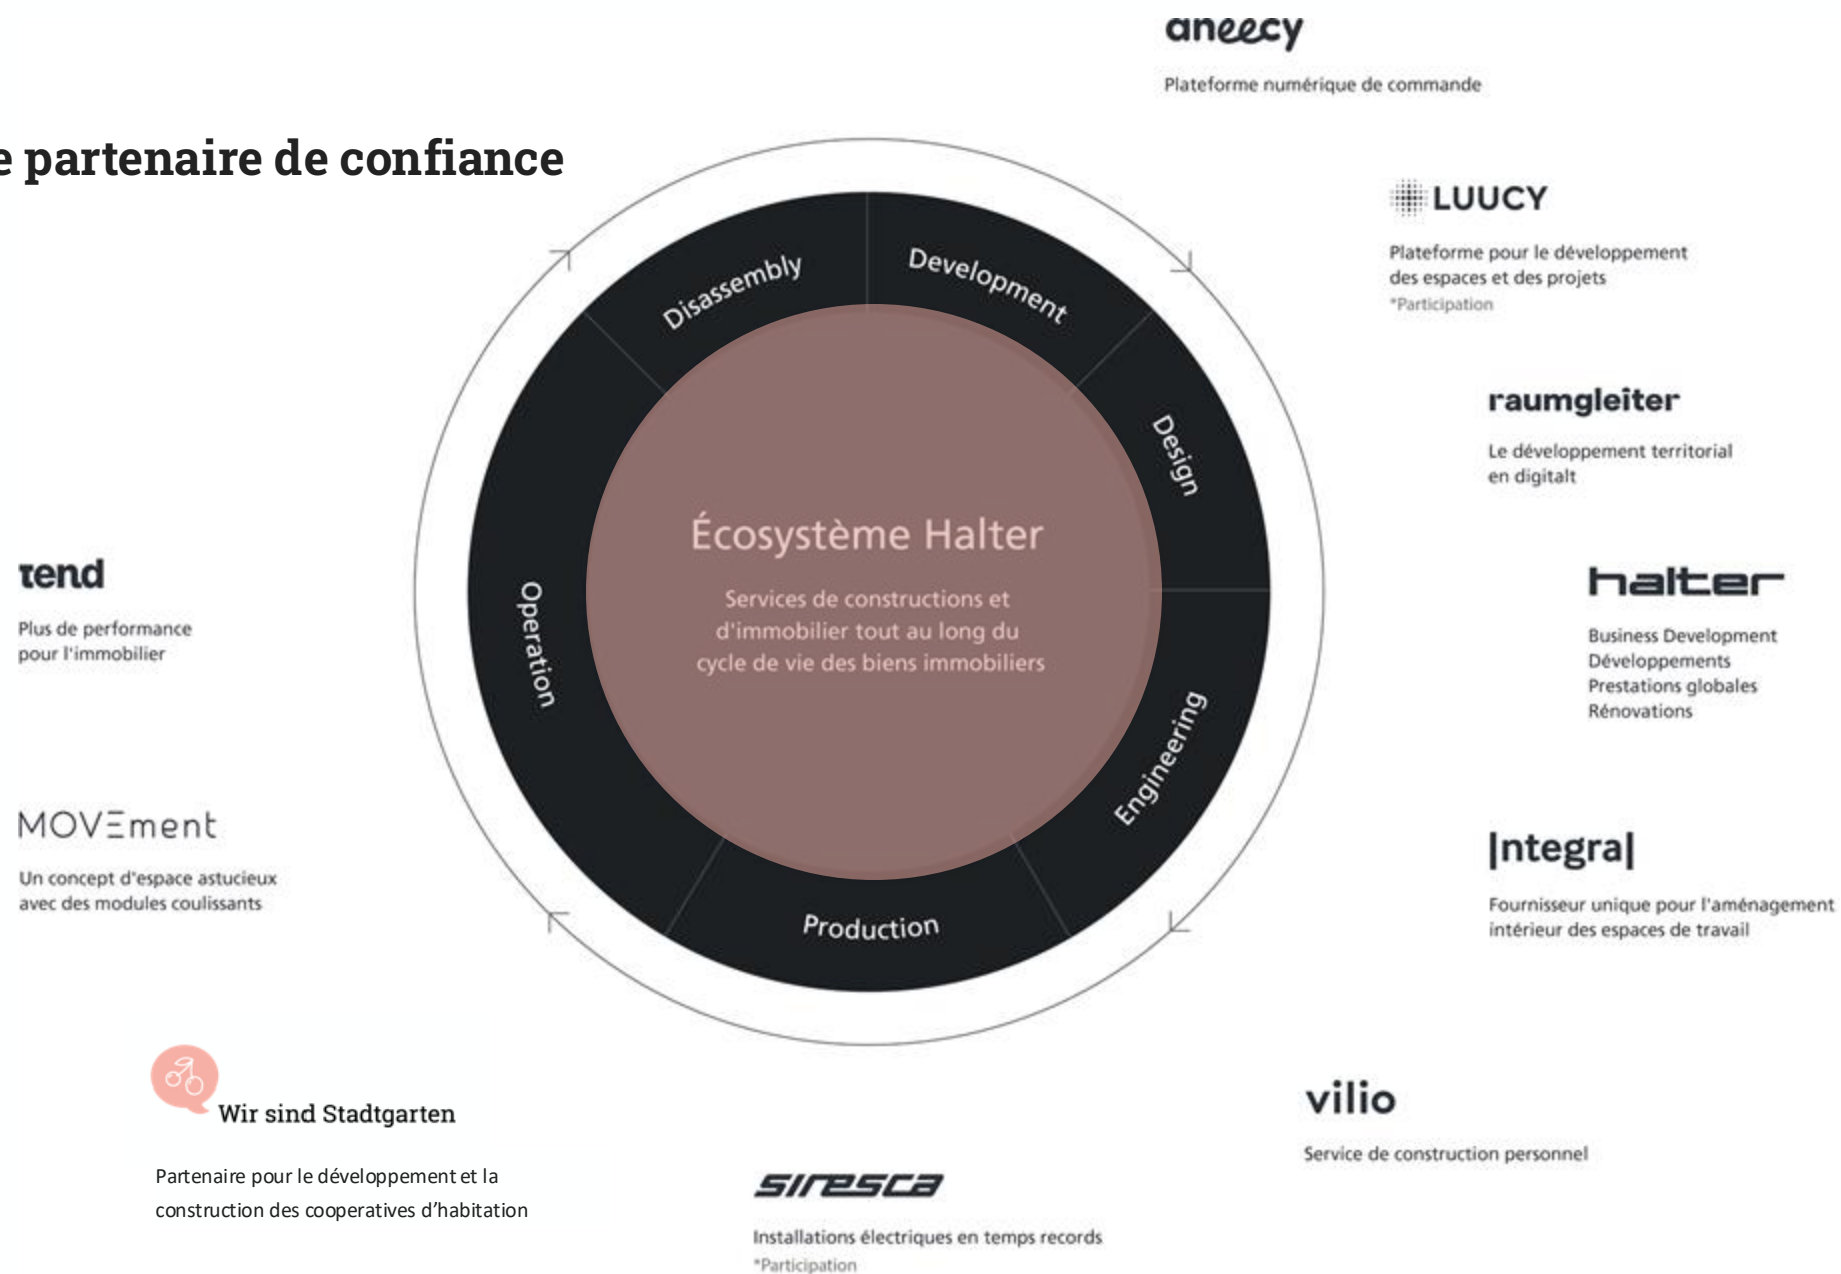 aneecy
Plateforme numérique de commande
e partenaire de confiance
LUUCY
Plateforme pour le développement
des espaces et des projets
*Participation
raumgleiter
Le développement territorial
en digitalt
halter
Business Development
Développements
Prestations globales
Rénovations
|ntegra|
Fournisseur unique pour l'aménagement
intérieur des espaces de travail
vilio
Service de construction personnel
siresca
Installations électriques en temps records
*Participation
Wir sind Stadtgarten
Partenaire pour le développement et la
construction des cooperatives d’habitation
MOVEment
Un concept d'espace astucieux
avec des modules coulissants
tend
Plus de performance
pour l'immobilier
Disassembly
Development
Design
Engineering
Production
Operation
Écosystème Halter
Services de constructions et
d'immobilier tout au long du
cycle de vie des biens immobiliers